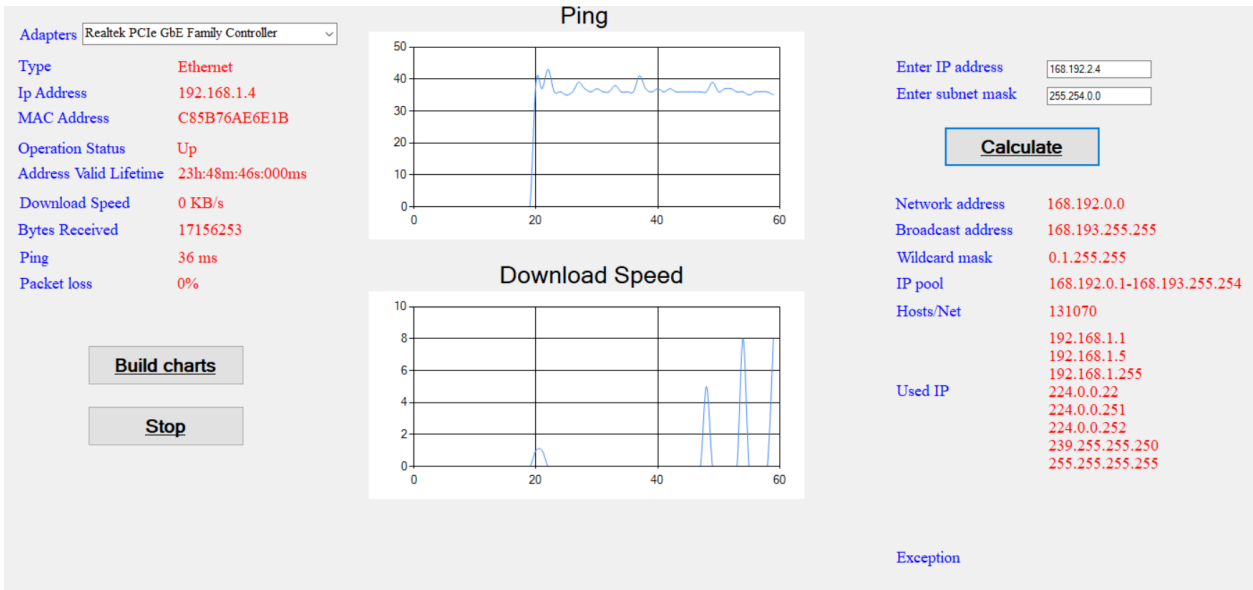 Adapters Realtek PCIe GbE Family Controller
Type Ethernet
Ip Address 192.168.1.4
MAC Address C85B76AE6E1B
Operation Status Up
Address Valid Lifetime 23h:48m:46s:000ms
Download Speed 0 KB/s
Bytes Received 17156253
Ping 36 ms
Packet loss 0%
Build charts
Stop
Ping
50
40
30
20
10
0
0 20 40 60
Download Speed
10
8
6
4
2
0
0 20 40 60
Enter IP address 168.192.2.4
Enter subnet mask 255.254.0.0
Calculate
Network address 168.192.0.0
Broadcast address 168.193.255.255
Wildcard mask 0.1.255.255
IP pool 168.192.0.1-168.193.255.254
Hosts/Net 131070
Used IP
192.168.1.1
192.168.1.5
192.168.1.255
224.0.0.22
224.0.0.251
224.0.0.252
239.255.255.250
255.255.255.255
Exception